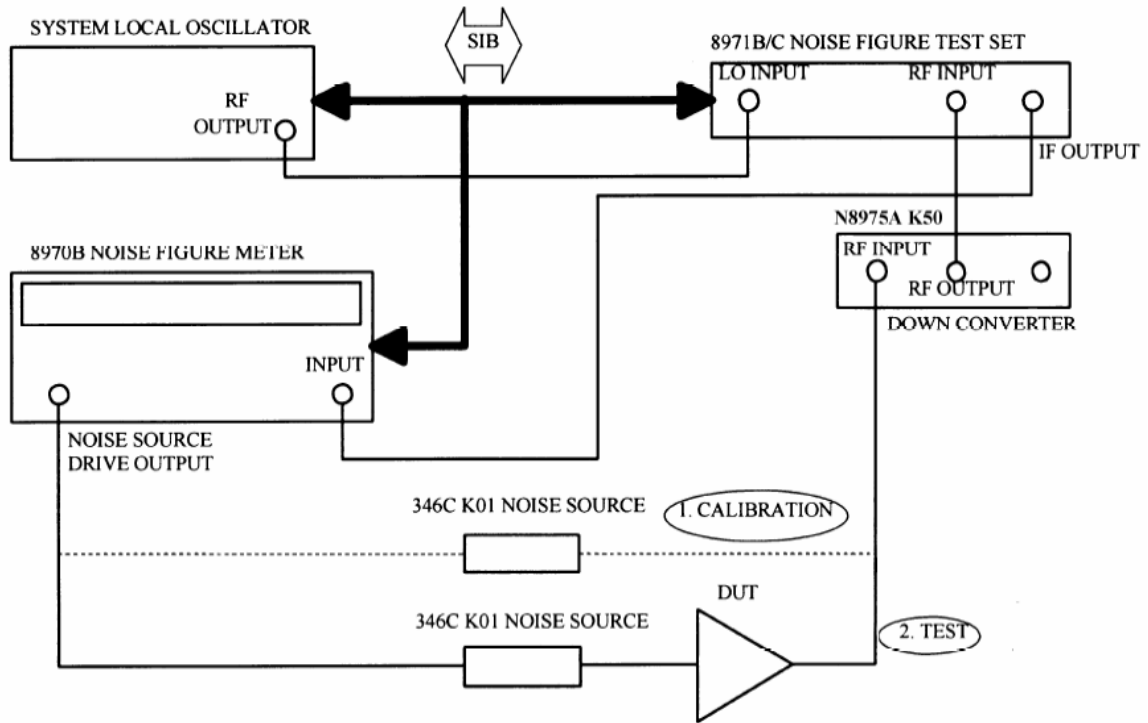 SYSTEM LOCAL OSCILLATOR
SIB
8971B/C NOISE FIGURE TEST SET
LO INPUT
RF INPUT
RF
OUTPUT
IF OUTPUT
N8975A K50
8970B NOISE FIGURE METER
RF INPUT
RF OUTPUT
DOWN CONVERTER
INPUT
NOISE SOURCE
DRIVE OUTPUT
346C K01 NOISE SOURCE
1. CALIBRATION
DUT
346C K01 NOISE SOURCE
2. TEST